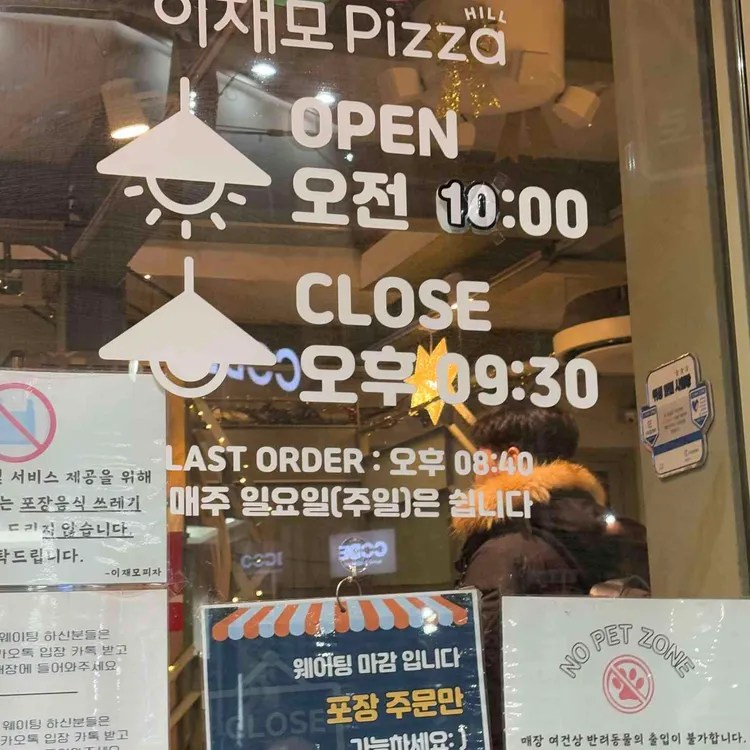 이재모 Pizza
HILL
OPEN
오전 10:00
CLOSE
오후 09:30
LAST ORDER : 오후 08:40
매주 일요일(주일)은 쉽니다
서비스 제공을 위해
는 포장음식 쓰레기
드리지 않습니다.
탁드립니다.
-이재모피자
웨이팅 하신분들은
카오톡 입장 카톡 받고
매장에 들어와주세요
웨이팅 하신분들은
카오톡 입장 카톡 받고
웨어팅 마감 입니다
포장 주문만
가능하세요:)
CLOSE
NO PET ZONE
매장 여건상 반려동물의 출입이 불가합니다.